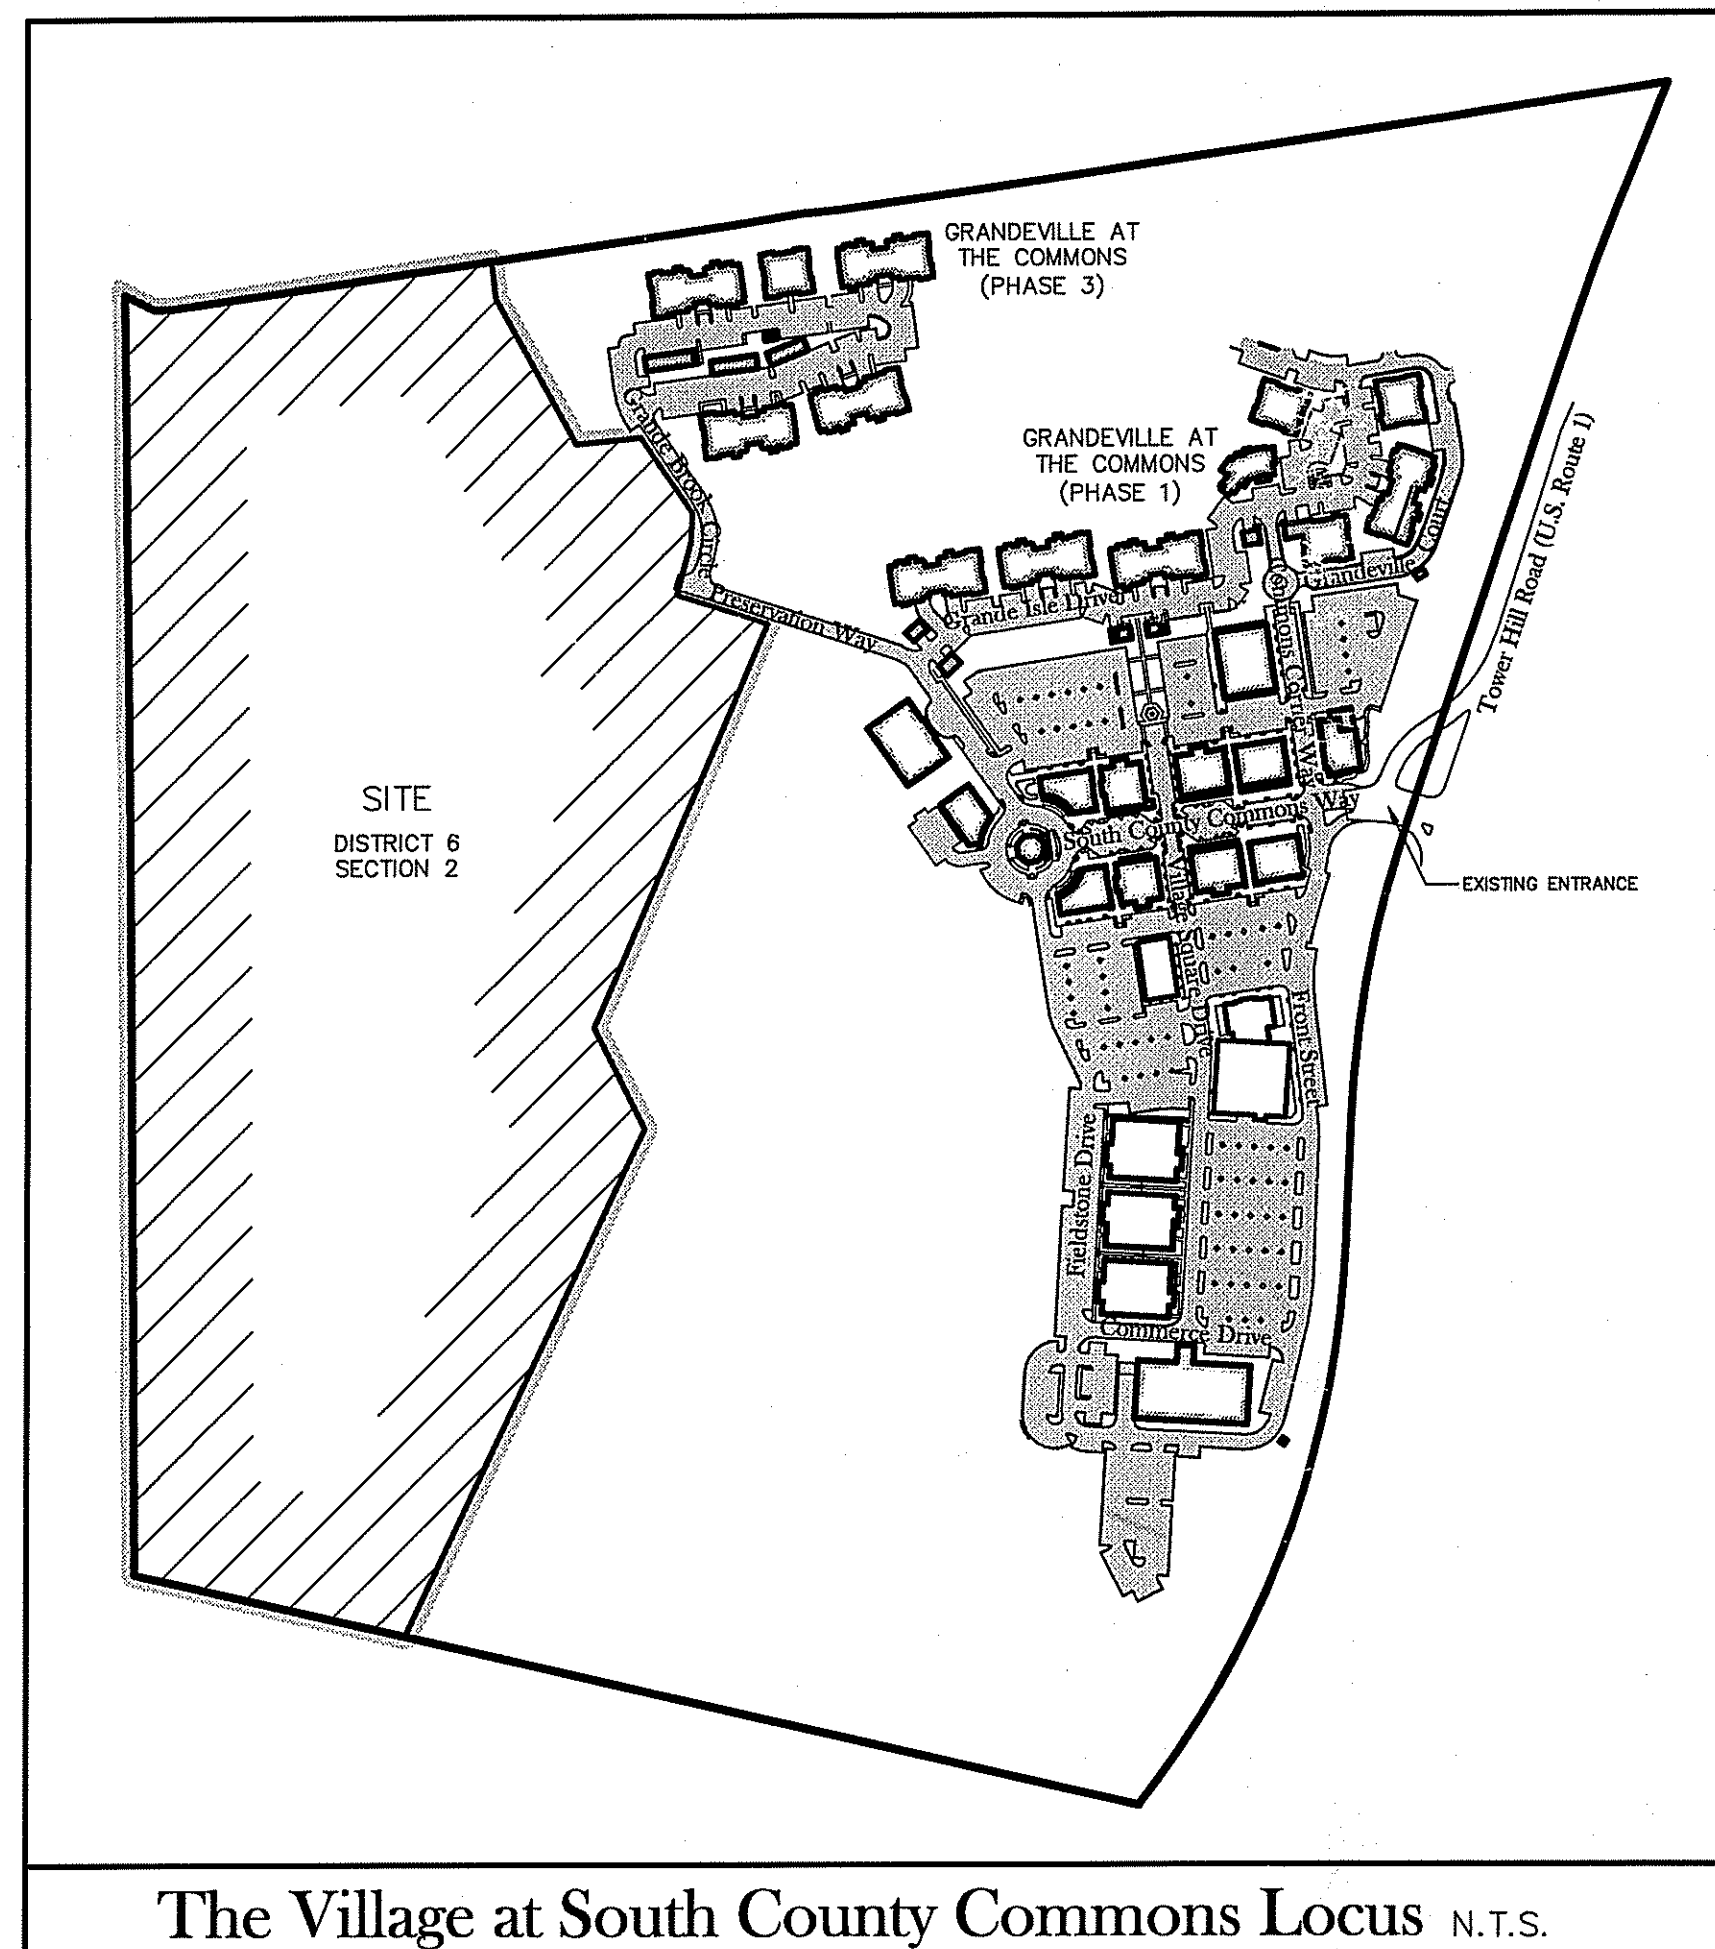 GRANDEVILLE AT
THE COMMONS
(PHASE 3)
GRANDEVILLE AT
THE COMMONS
(PHASE 1)
Grande Brook Circle
Preservation Way
Grande Isle Drive
Grandeville Court
Commons Corner Way
Tower Hill Road (U.S. Route 1)
SITE
DISTRICT 6
SECTION 2
South County Commons Way
EXISTING ENTRANCE
Village Square Drive
Front Street
Fieldstone Drive
Commerce Drive
The Village at South County Commons Locus N.T.S.